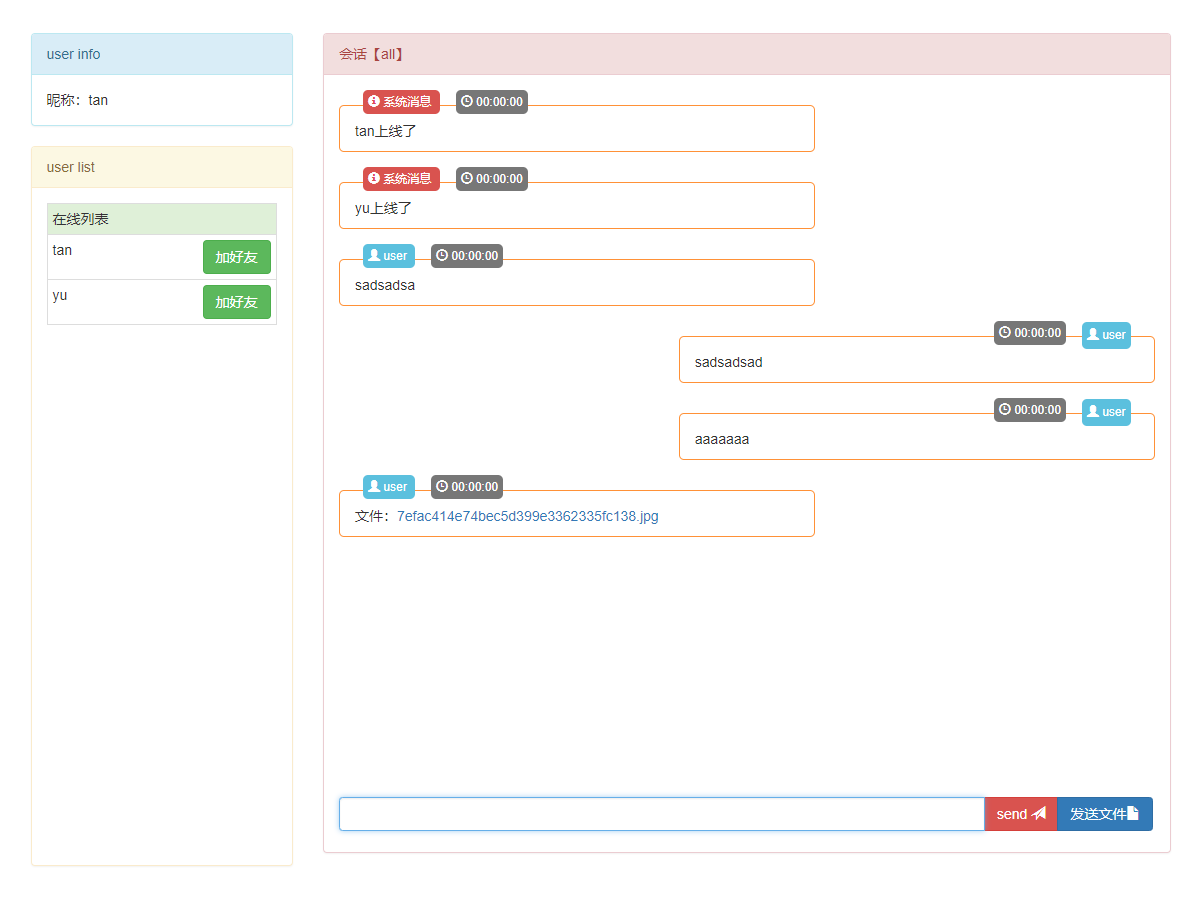 user info
昵称：tan
user list
在线列表
tan 加好友
yu 加好友
会话【all】
系统消息 00:00:00
tan上线了
系统消息 00:00:00
yu上线了
user 00:00:00
sadsadsa
00:00:00 user
sadsadsad
00:00:00 user
aaaaaaa
user 00:00:00
文件：7efac414e74bec5d399e3362335fc138.jpg
send 发送文件